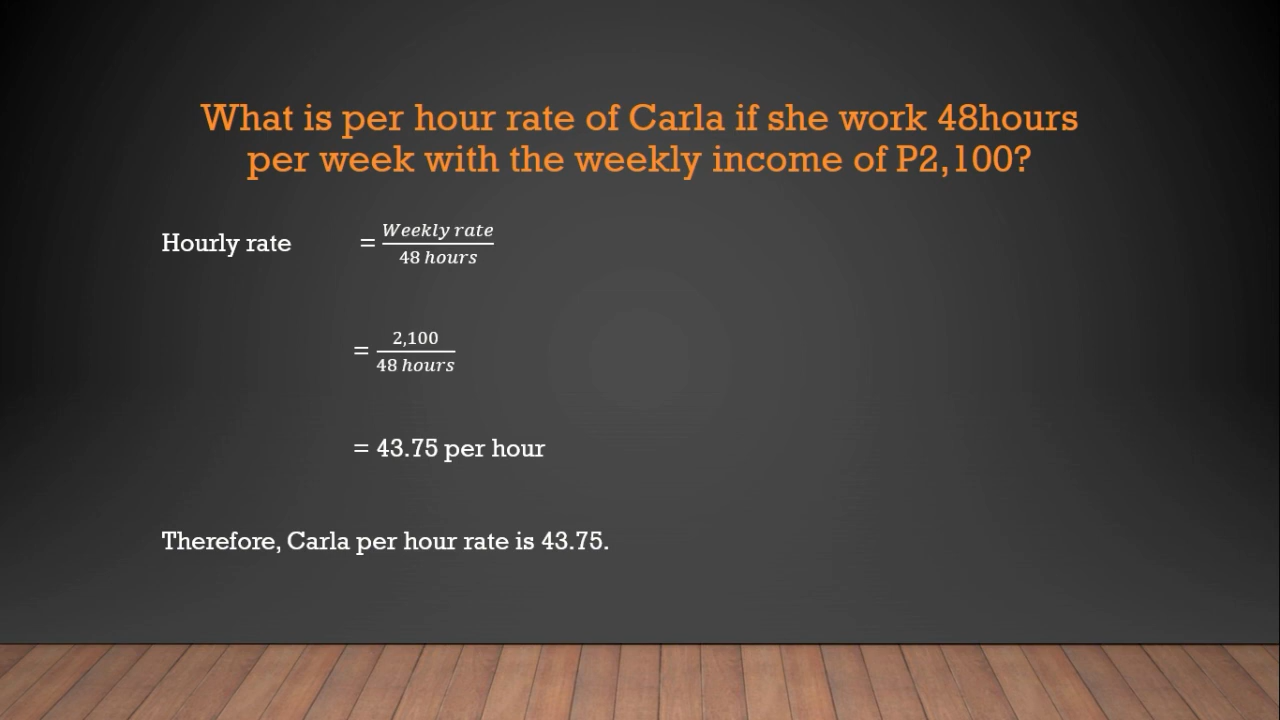 What is per hour rate of Carla if she work 48hours
per week with the weekly income of P2,100?
Hourly rate = Weekly rate / 48 hours
= 2,100 / 48 hours
= 43.75 per hour
Therefore, Carla per hour rate is 43.75.